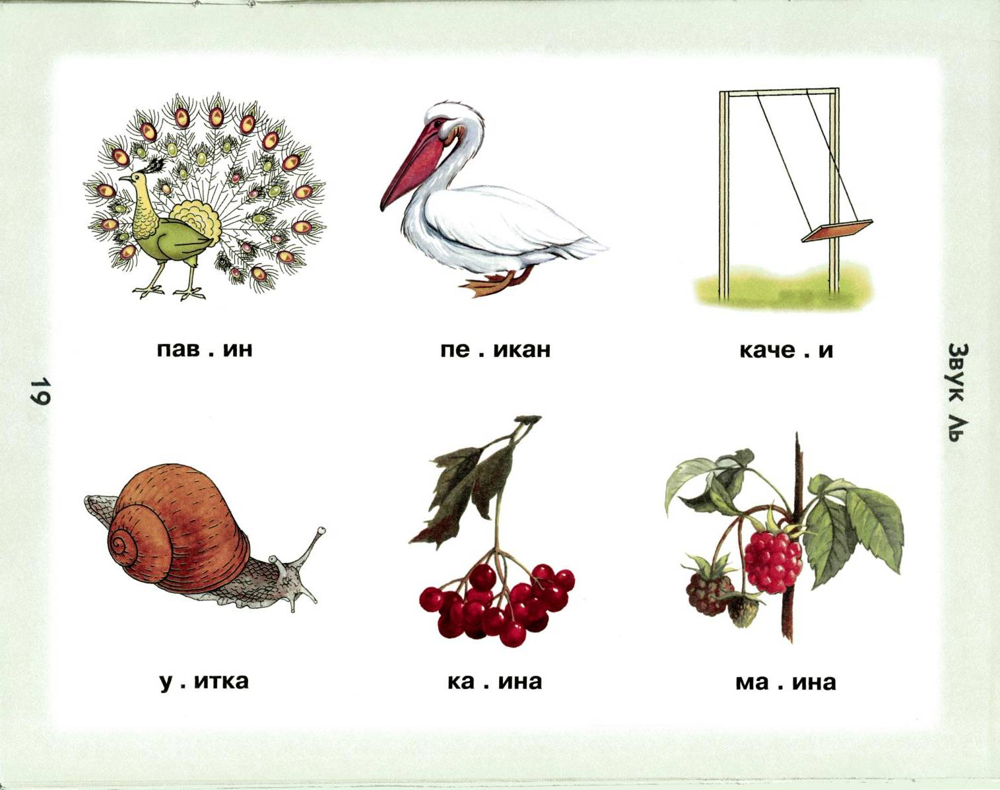 пав . ин
пе . икан
каче . и
у . итка
ка . ина
ма . ина
Звук Ль
19